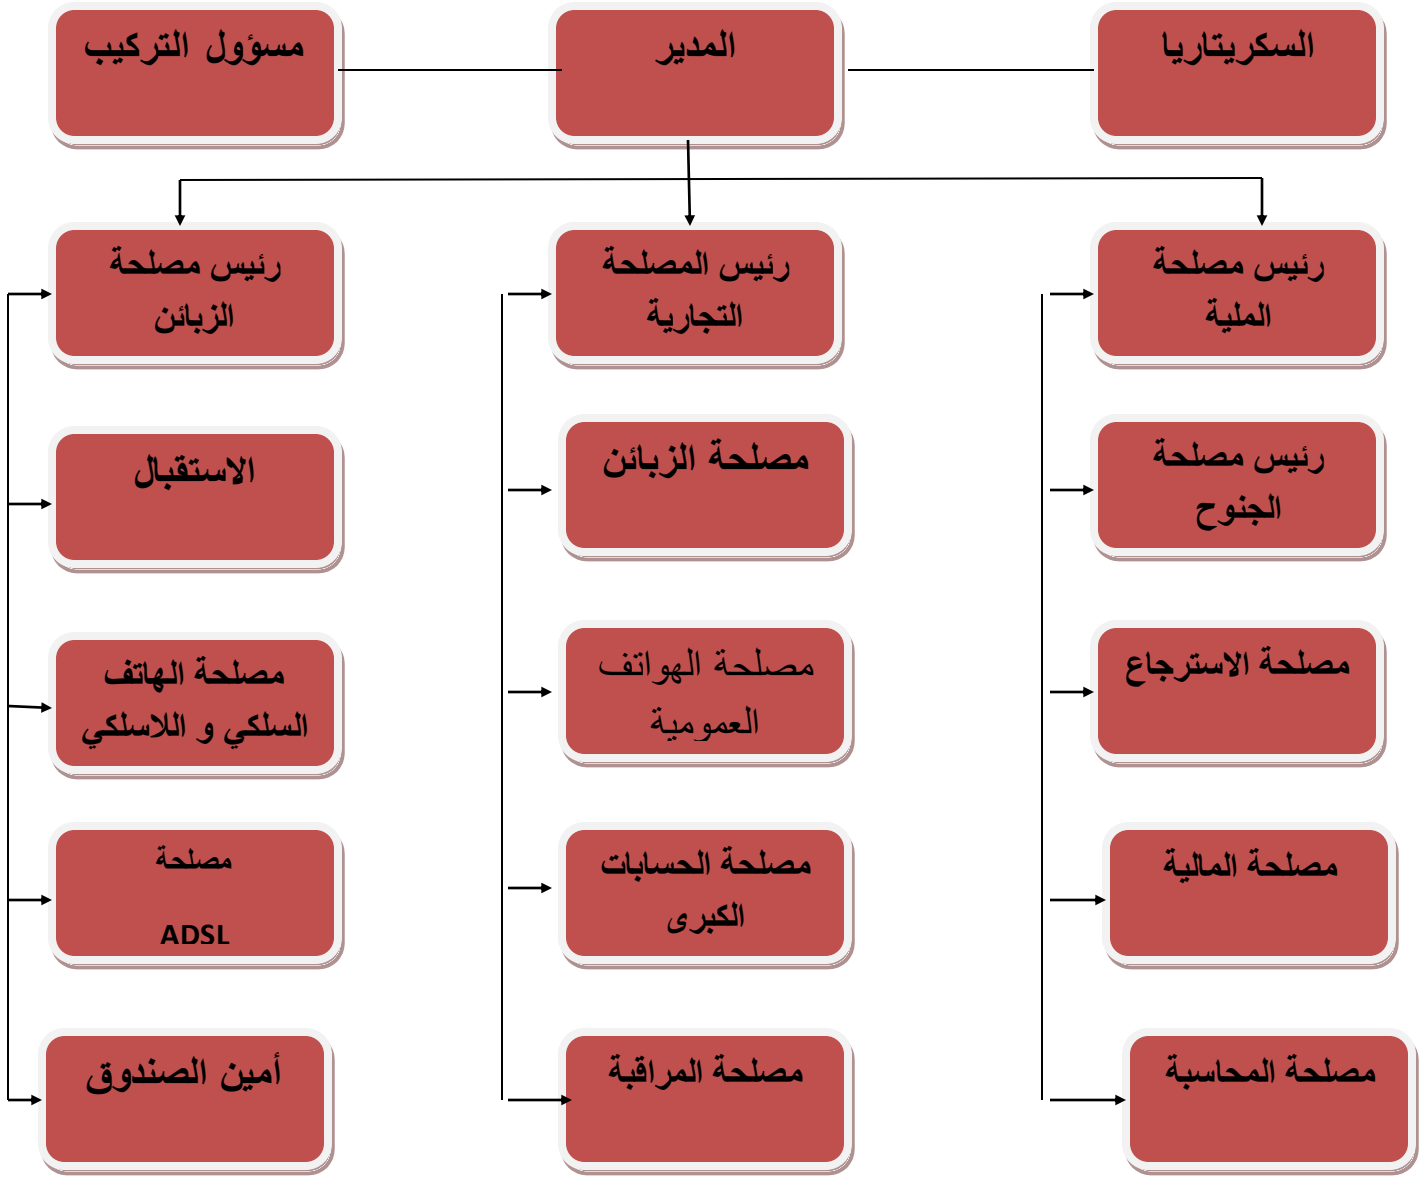 السكريتاريا
المدير
مسؤول التركيب
رئيس مصلحة
الملية
رئيس المصلحة
التجارية
رئيس مصلحة
الزبائن
رئيس مصلحة
الجنوح
مصلحة الزبائن
الاستقبال
مصلحة الاسترجاع
مصلحة الهواتف
العمومية
مصلحة الهاتف
السلكي و اللاسلكي
مصلحة المالية
مصلحة الحسابات
الكبرى
مصلحة
ADSL
مصلحة المحاسبة
مصلحة المراقبة
أمين الصندوق